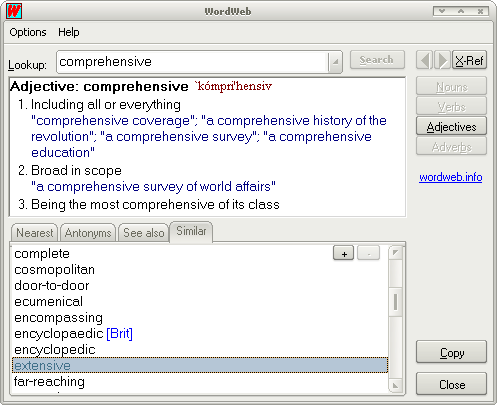 WordWeb
Options Help
Lookup: comprehensive Search X-Ref
Adjective: comprehensive `kómpri'hensiv
1. Including all or everything
"comprehensive coverage"; "a comprehensive history of the
revolution"; "a comprehensive survey"; "a comprehensive
education"
2. Broad in scope
"a comprehensive survey of world affairs"
3. Being the most comprehensive of its class
Nouns
Verbs
Adjectives
Adverbs
wordweb.info
Nearest Antonyms See also Similar
+ -
complete
cosmopolitan
door-to-door
ecumenical
encompassing
encyclopaedic [Brit]
encyclopedic
extensive
far-reaching
Copy
Close